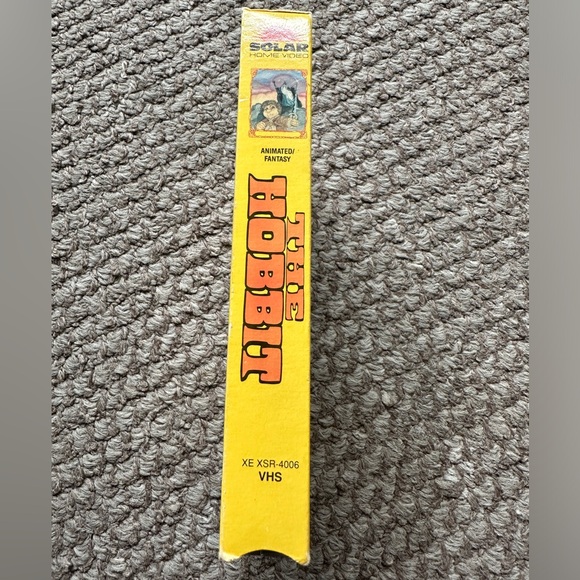 SOLAR
HOME VIDEO
ANIMATED/
FANTASY
THE
HOBBIT
XE XSR-4006
VHS